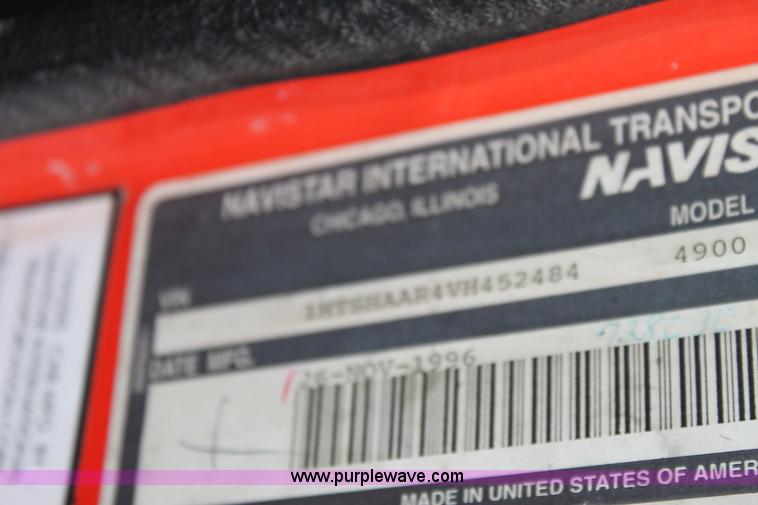 NAVISTAR INTERNATIONAL TRANSPO
CHICAGO, ILLINOIS
NAVIS
MODEL
VIN
1HTSHAAR4VH452484
4900
DATE MFG.
26-NOV-1996
www.purplewave.com
MADE IN UNITED STATES OF AMER